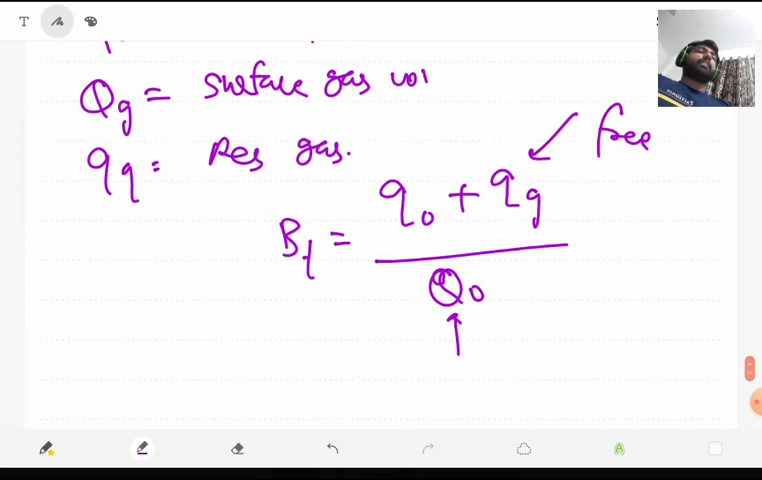 T
Qg = surface gas vol
qg = Res gas.
free
Bt = qo + qg
Qo
A